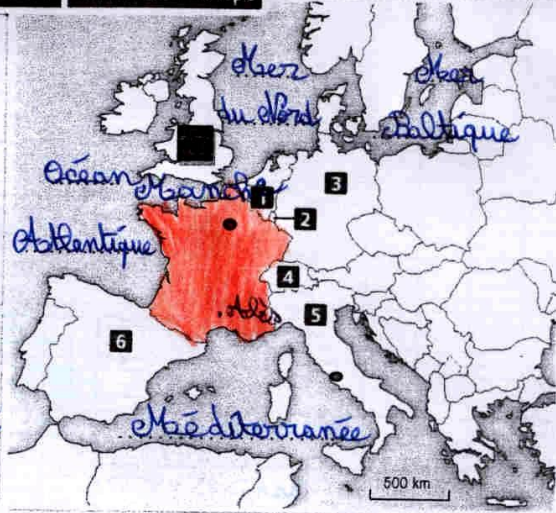 Mer
du Nord
Mer
Baltique
Océan
Atlantique
Manche
1
2
3
4
5
6
.Alès
Méditerranée
500 km